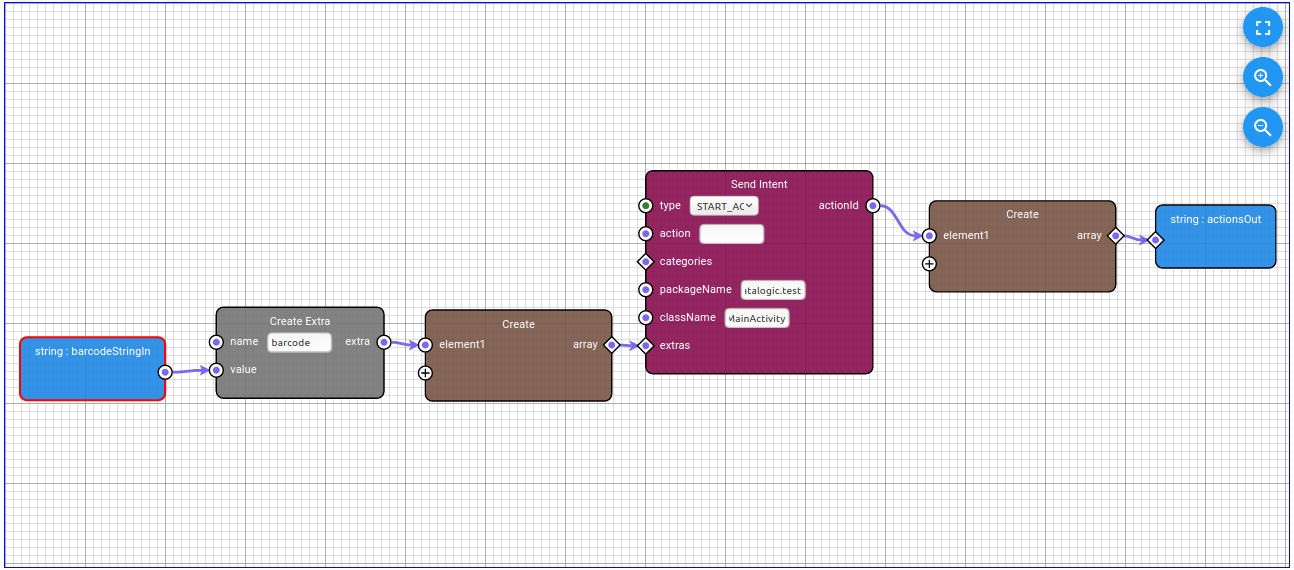 Send Intent
type START_AC actionId
action
categories
packageName talogic.test
className MainActivity
extras
Create
element1 array
string : actionsOut
Create Extra
name barcode extra
value
Create
element1 array
string : barcodeStringIn